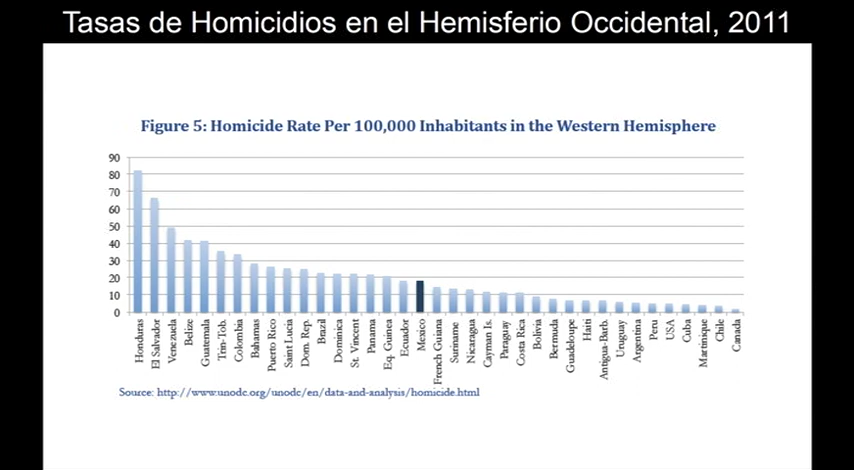 Tasas de Homicidios en el Hemisferio Occidental, 2011
Figure 5: Homicide Rate Per 100,000 Inhabitants in the Western Hemisphere
90
80
70
60
50
40
30
20
10
0
Honduras
El Salvador
Venezuela
Belize
Guatemala
Trin-Tob.
Colombia
Bahamas
Puerto Rico
Saint Lucia
Dom. Rep.
Brazil
Dominica
St. Vincent
Panama
Eq. Guinea
Ecuador
Mexico
French Guiana
Suriname
Nicaragua
Cayman Is.
Paraguay
Costa Rica
Bolivia
Bermuda
Guadeloupe
Haiti
Antigua-Barb.
Uruguay
Argentina
Peru
USA
Cuba
Martinique
Chile
Canada
Source: http://www.unodc.org/unodc/en/data-and-analysis/homicide.html